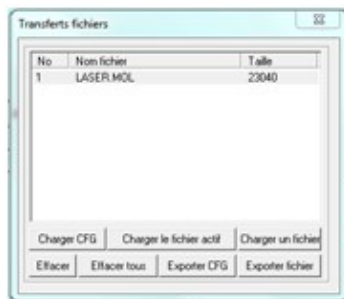 Transferts fichiers
No Nom fichier Taille
1 LASER.MOL 23040
Charger CFG Charger le fichier actif Charger un fichier
Effacer Effacer tous Exporter CFG Exporter fichier